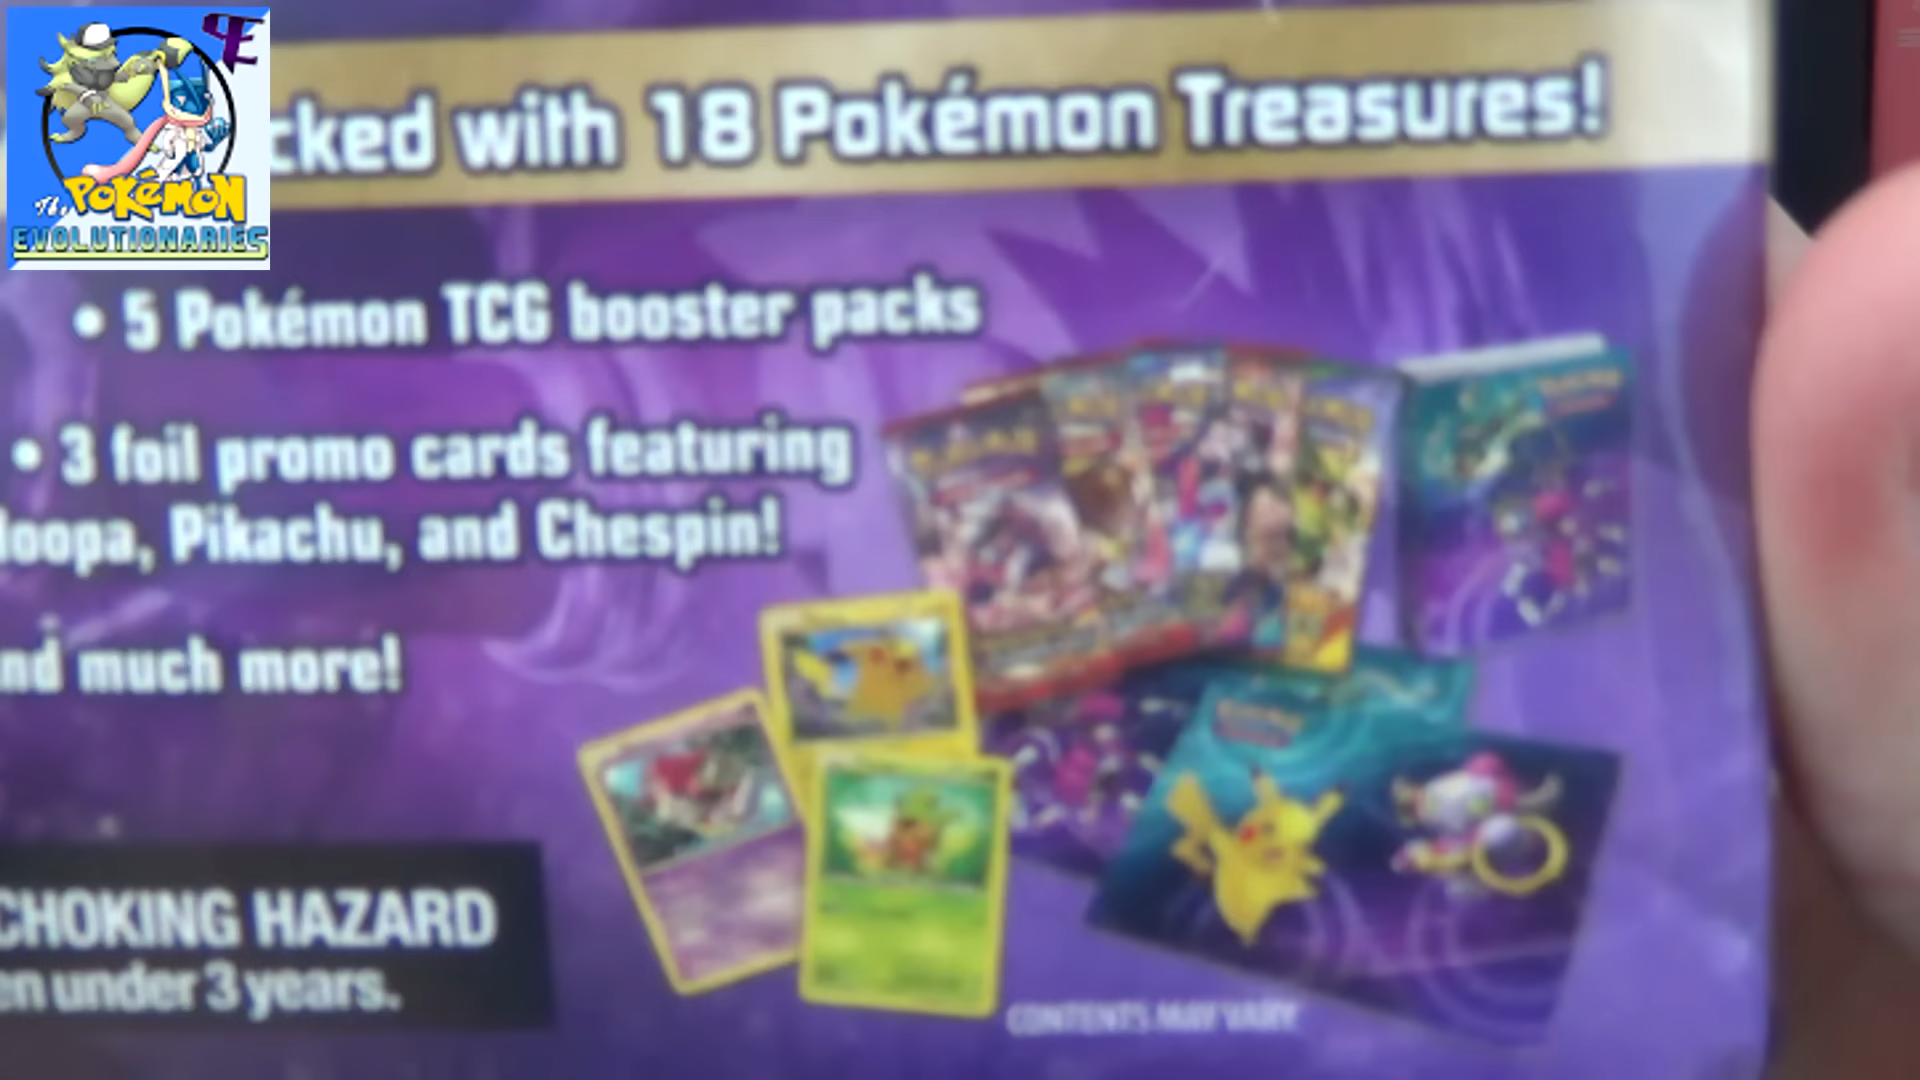 The POKÉMON
EVOLUTIONARIES
cked with 18 Pokémon Treasures!
• 5 Pokémon TCG booster packs
• 3 foil promo cards featuring
oopa, Pikachu, and Chespin!
nd much more!
CHOKING HAZARD
en under 3 years.
CONTENTS MAY VARY